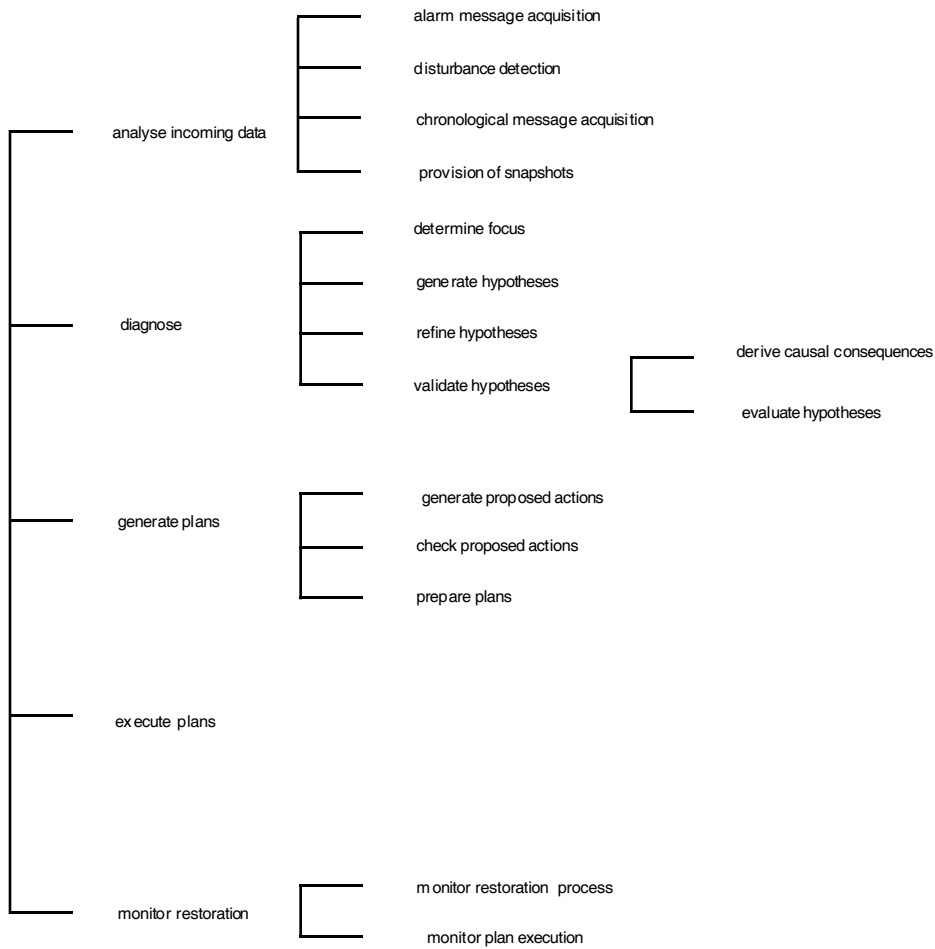 alarm message acquisition
disturbance detection
chronological message acquisition
analyse incoming data
provision of snapshots
determine focus
generate hypotheses
diagnose
refine hypotheses
derive causal consequences
validate hypotheses
evaluate hypotheses
generate proposed actions
generate plans
check proposed actions
prepare plans
execute plans
monitor restoration process
monitor restoration
monitor plan execution